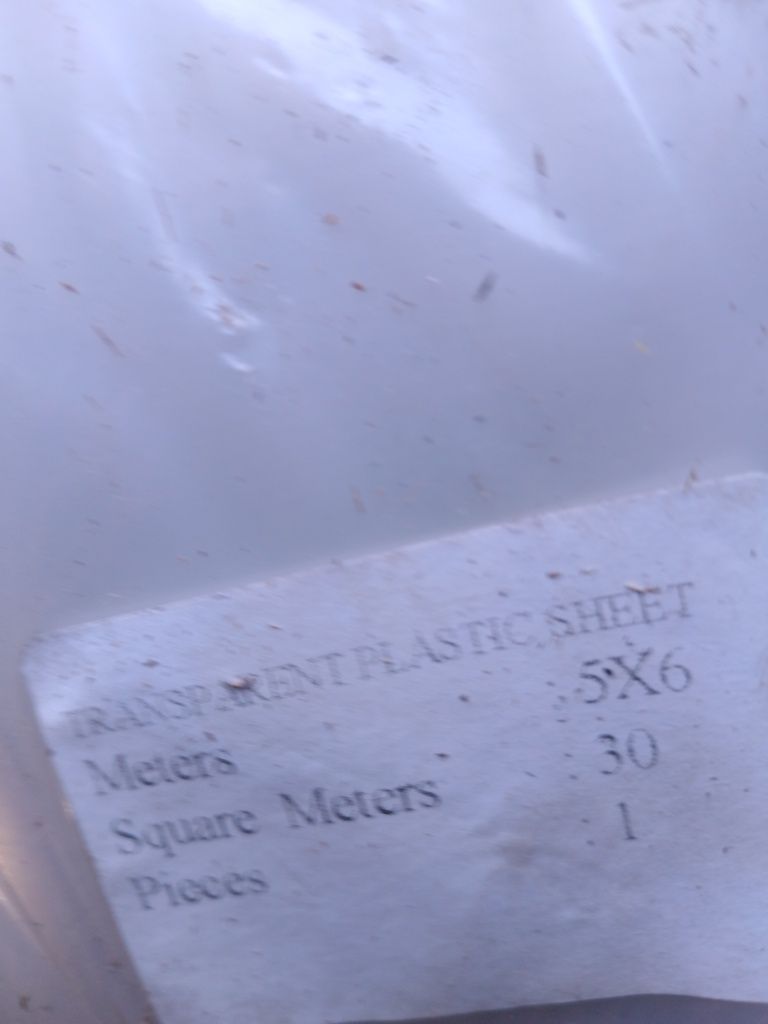 TRANSPARENT PLASTIC SHEET
Meters : 5X6
Square Meters : 30
Pieces : 1